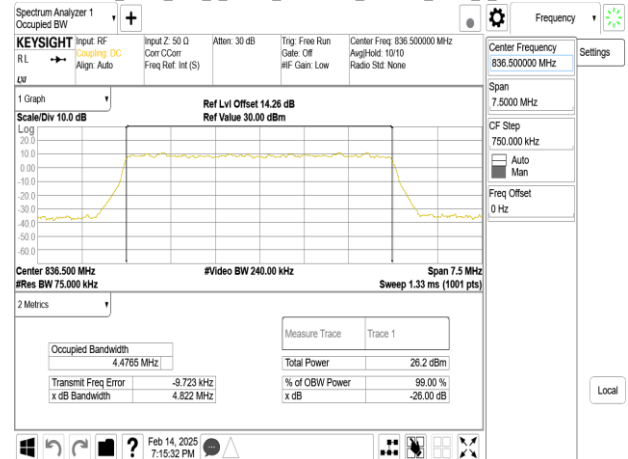 Spectrum Analyzer 1
Occupied BW
Frequency
KEYSIGHT
RL
LXI
Input: RF
Coupling: DC
Align: Auto
Input Z: 50 Ω
Corr CCorr
Freq Ref: Int (S)
Atten: 30 dB
Trig: Free Run
Gate: Off
#IF Gain: Low
Center Freq: 836.500000 MHz
Avg|Hold: 10/10
Radio Std: None
Center Frequency
836.500000 MHz
Settings
Span
7.5000 MHz
CF Step
750.000 kHz
Auto
Man
Freq Offset
0 Hz
1 Graph
Scale/Div 10.0 dB
Ref Lvl Offset 14.26 dB
Ref Value 30.00 dBm
Log
20.0
10.0
0.00
-10.0
-20.0
-30.0
-40.0
-50.0
-60.0
Center 836.500 MHz
#Res BW 75.000 kHz
#Video BW 240.00 kHz
Span 7.5 MHz
Sweep 1.33 ms (1001 pts)
2 Metrics
Measure Trace Trace 1
Occupied Bandwidth
4.4765 MHz
Total Power 26.2 dBm
Transmit Freq Error -9.723 kHz
% of OBW Power 99.00 %
x dB Bandwidth 4.822 MHz
x dB -26.00 dB
Local
?
Feb 14, 2025
7:15:32 PM